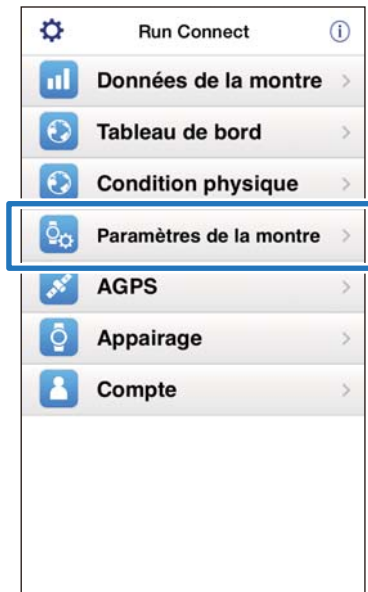 Run Connect
Données de la montre
Tableau de bord
Condition physique
Paramètres de la montre
AGPS
Appairage
Compte